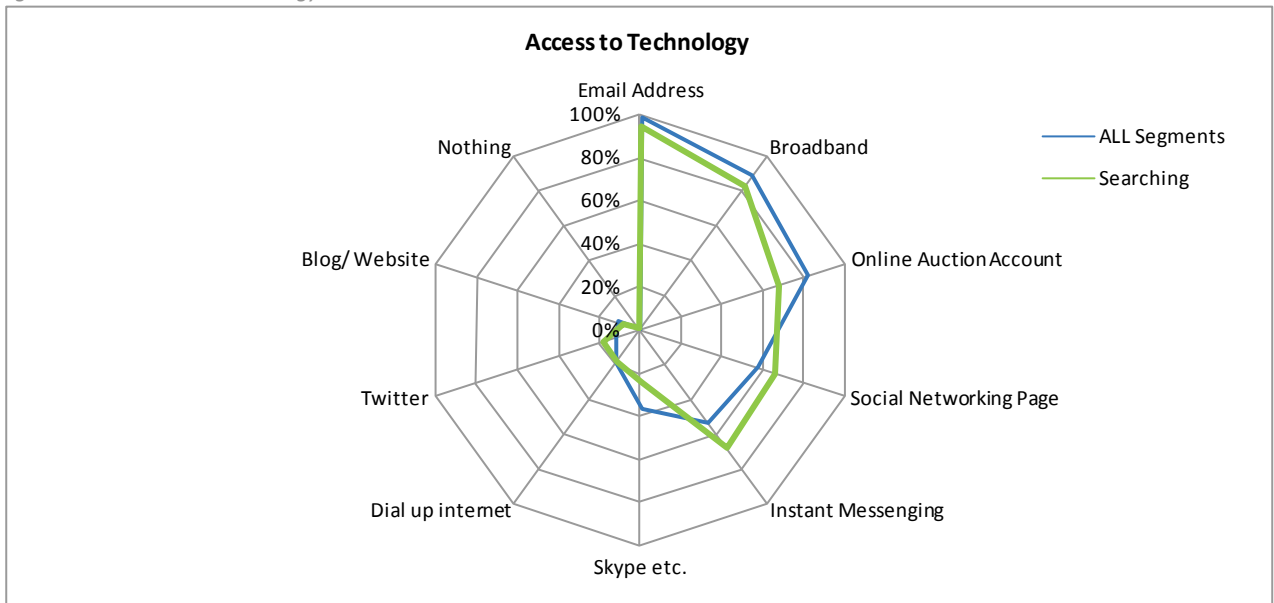 Access to Technology
Email Address
100%
80%
60%
40%
20%
0%
Broadband
Online Auction Account
Social Networking Page
Instant Messenging
Skype etc.
Dial up internet
Twitter
Blog/ Website
Nothing
ALL Segments
Searching